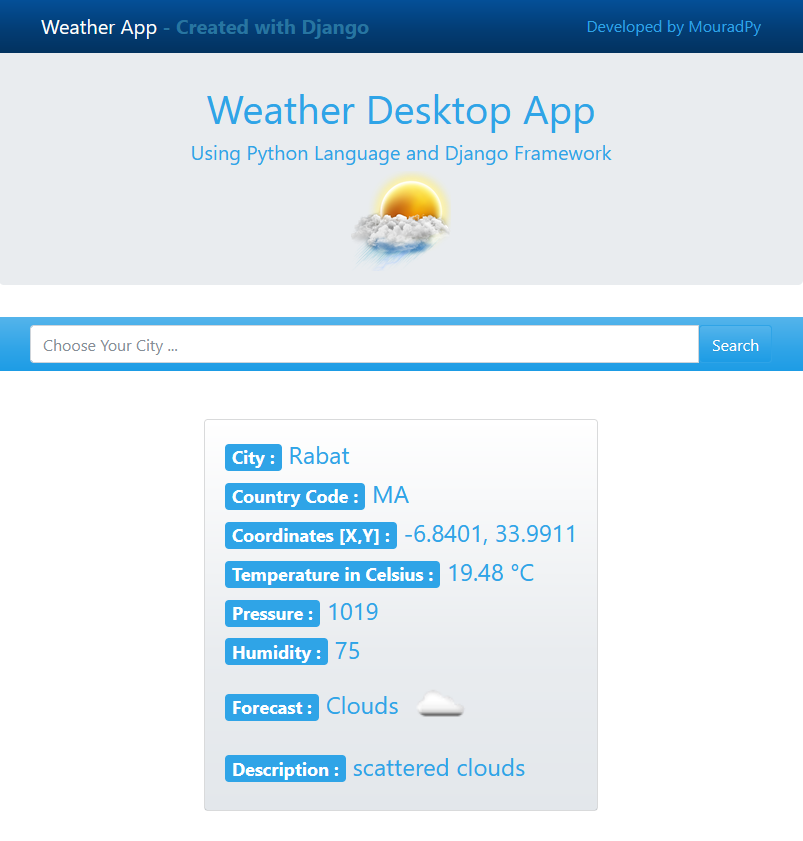 Weather App - Created with Django
Developed by MouradPy
Weather Desktop App
Using Python Language and Django Framework
Choose Your City ...
Search
City : Rabat
Country Code : MA
Coordinates [X,Y] : -6.8401, 33.9911
Temperature in Celsius : 19.48 °C
Pressure : 1019
Humidity : 75
Forecast : Clouds
Description : scattered clouds